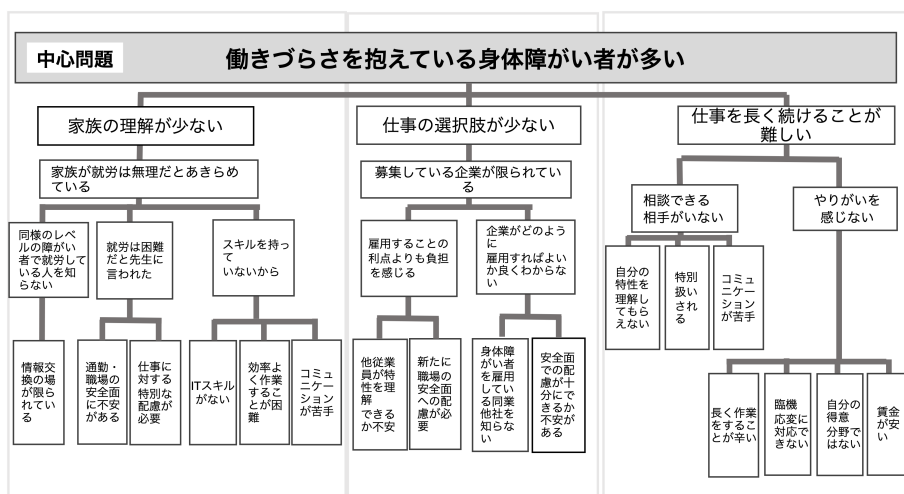 中心問題
働きづらさを抱えている身体障がい者が多い
家族の理解が少ない
家族が就労は無理だとあきらめ
ている
同様のレベ
ルの障がい
者で就労して
いる人を知
らない
情報交
換の場
が限ら
れてい
る
就労は困難
だと先生に
言われた
通勤・
職場の
安全面
に不安
がある
仕事に
対する
特別な
配慮が
必要
スキルを持っ
て
いないから
ITスキル
がない
効率よ
く作業
するこ
とが困
難
コミュ
ニケー
ション
が苦手
仕事の選択肢が少ない
募集している企業が限られてい
る
雇用することの
利点よりも負担
を感じる
他従業
員が特
性を理
解
できる
か不安
新たに
職場の
安全面
への配
慮が必
要
企業がどのよう
に
雇用すればよい
か良くわからな
い
身体障
がい者
を雇用
してい
る同業
他社を
知らな
い
安全面
での配
慮が十
分にで
きるか
不安が
ある
仕事を長く続けることが
難しい
相談できる
相手がいない
自分の
特性を
理解し
てもら
えない
特別
扱い
され
る
コミュ
ニケー
ション
が苦手
やりがいを
感じない
長く作業
をするこ
とが辛い
臨機
応変に
対応で
きない
自分の
得意
分野で
はない
賃金
が安
い